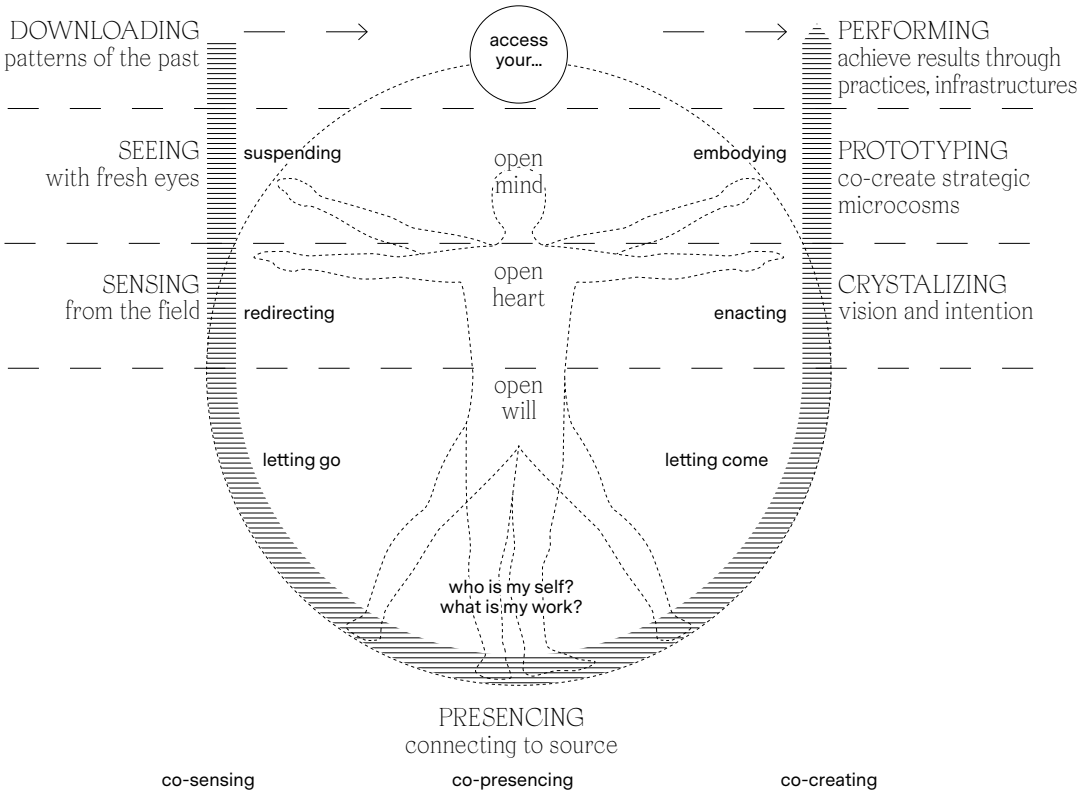 DOWNLOADING
patterns of the past
access
your...
PERFORMING
achieve results through
practices, infrastructures
SEEING
with fresh eyes
suspending
open
mind
embodying
PROTOTYPING
co-create strategic
microcosms
SENSING
from the field
redirecting
open
heart
enacting
CRYSTALIZING
vision and intention
open
will
letting go
letting come
who is my self?
what is my work?
PRESENCING
connecting to source
co-sensing
co-presencing
co-creating